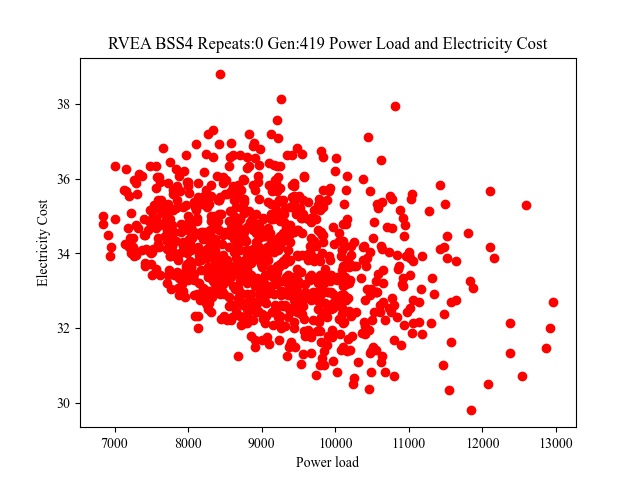 RVEA BSS4 Repeats:0 Gen:419 Power Load and Electricity Cost
Electricity Cost
38
36
34
32
30
7000 8000 9000 10000 11000 12000 13000
Power load